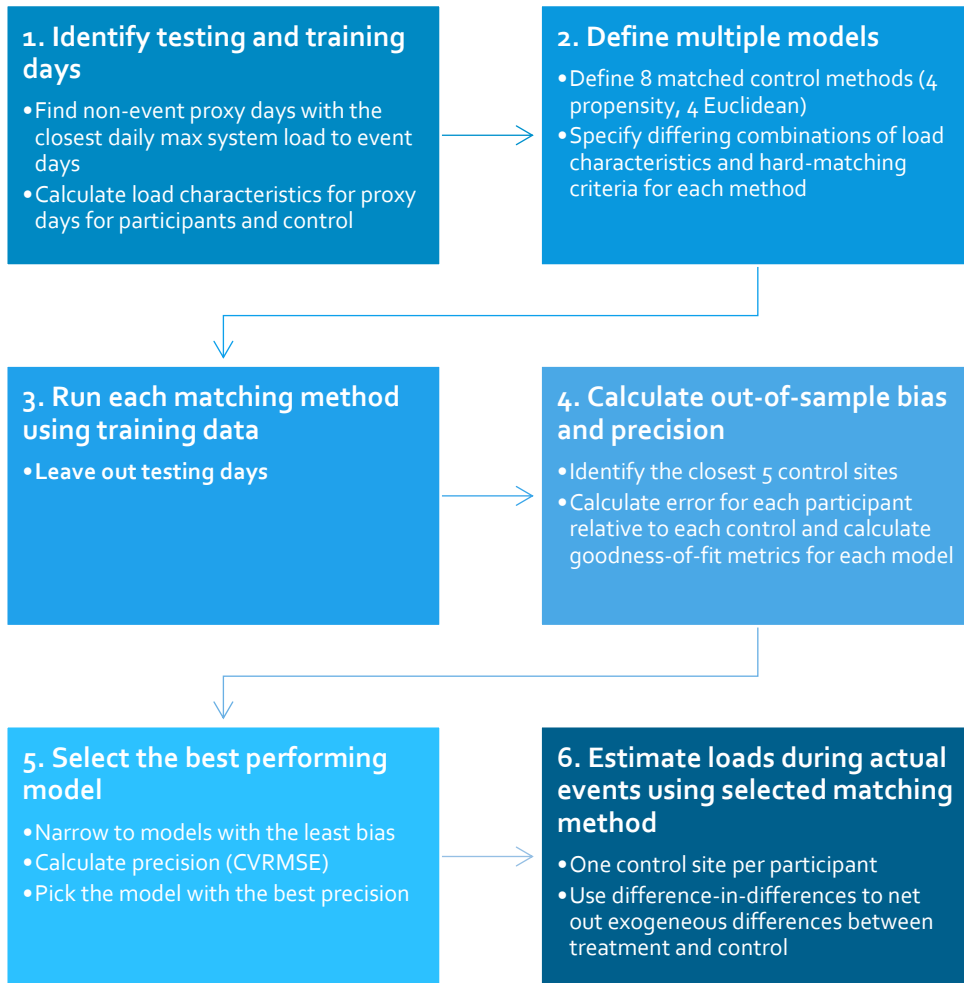 1. Identify testing and training
days
•Find non-event proxy days with the
closest daily max system load to event
days
•Calculate load characteristics for proxy
days for participants and control
2. Define multiple models
•Define 8 matched control methods (4
propensity, 4 Euclidean)
•Specify differing combinations of load
characteristics and hard-matching
criteria for each method
3. Run each matching method
using training data
•Leave out testing days
4. Calculate out-of-sample bias
and precision
•Identify the closest 5 control sites
•Calculate error for each participant
relative to each control and calculate
goodness-of-fit metrics for each model
5. Select the best performing
model
•Narrow to models with the least bias
•Calculate precision (CVRMSE)
•Pick the model with the best precision
6. Estimate loads during actual
events using selected matching
method
•One control site per participant
•Use difference-in-differences to net
out exogeneous differences between
treatment and control